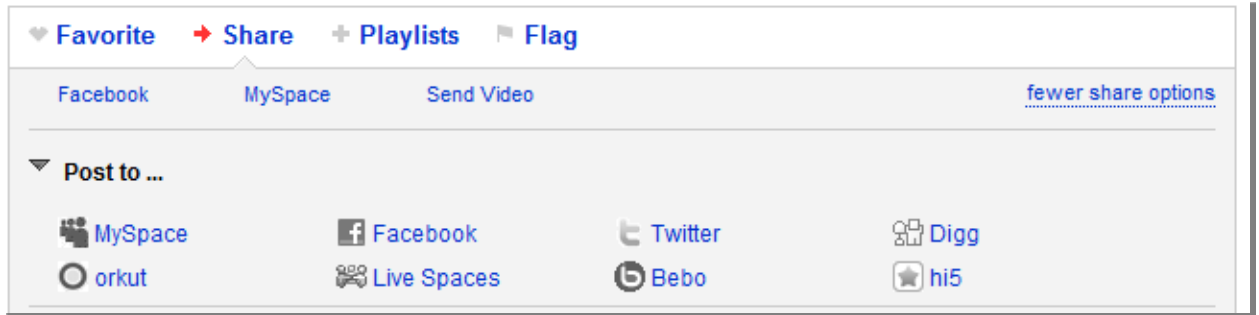 Favorite Share Playlists Flag
Facebook MySpace Send Video fewer share options
Post to ...
MySpace Facebook Twitter Digg
orkut Live Spaces Bebo hi5